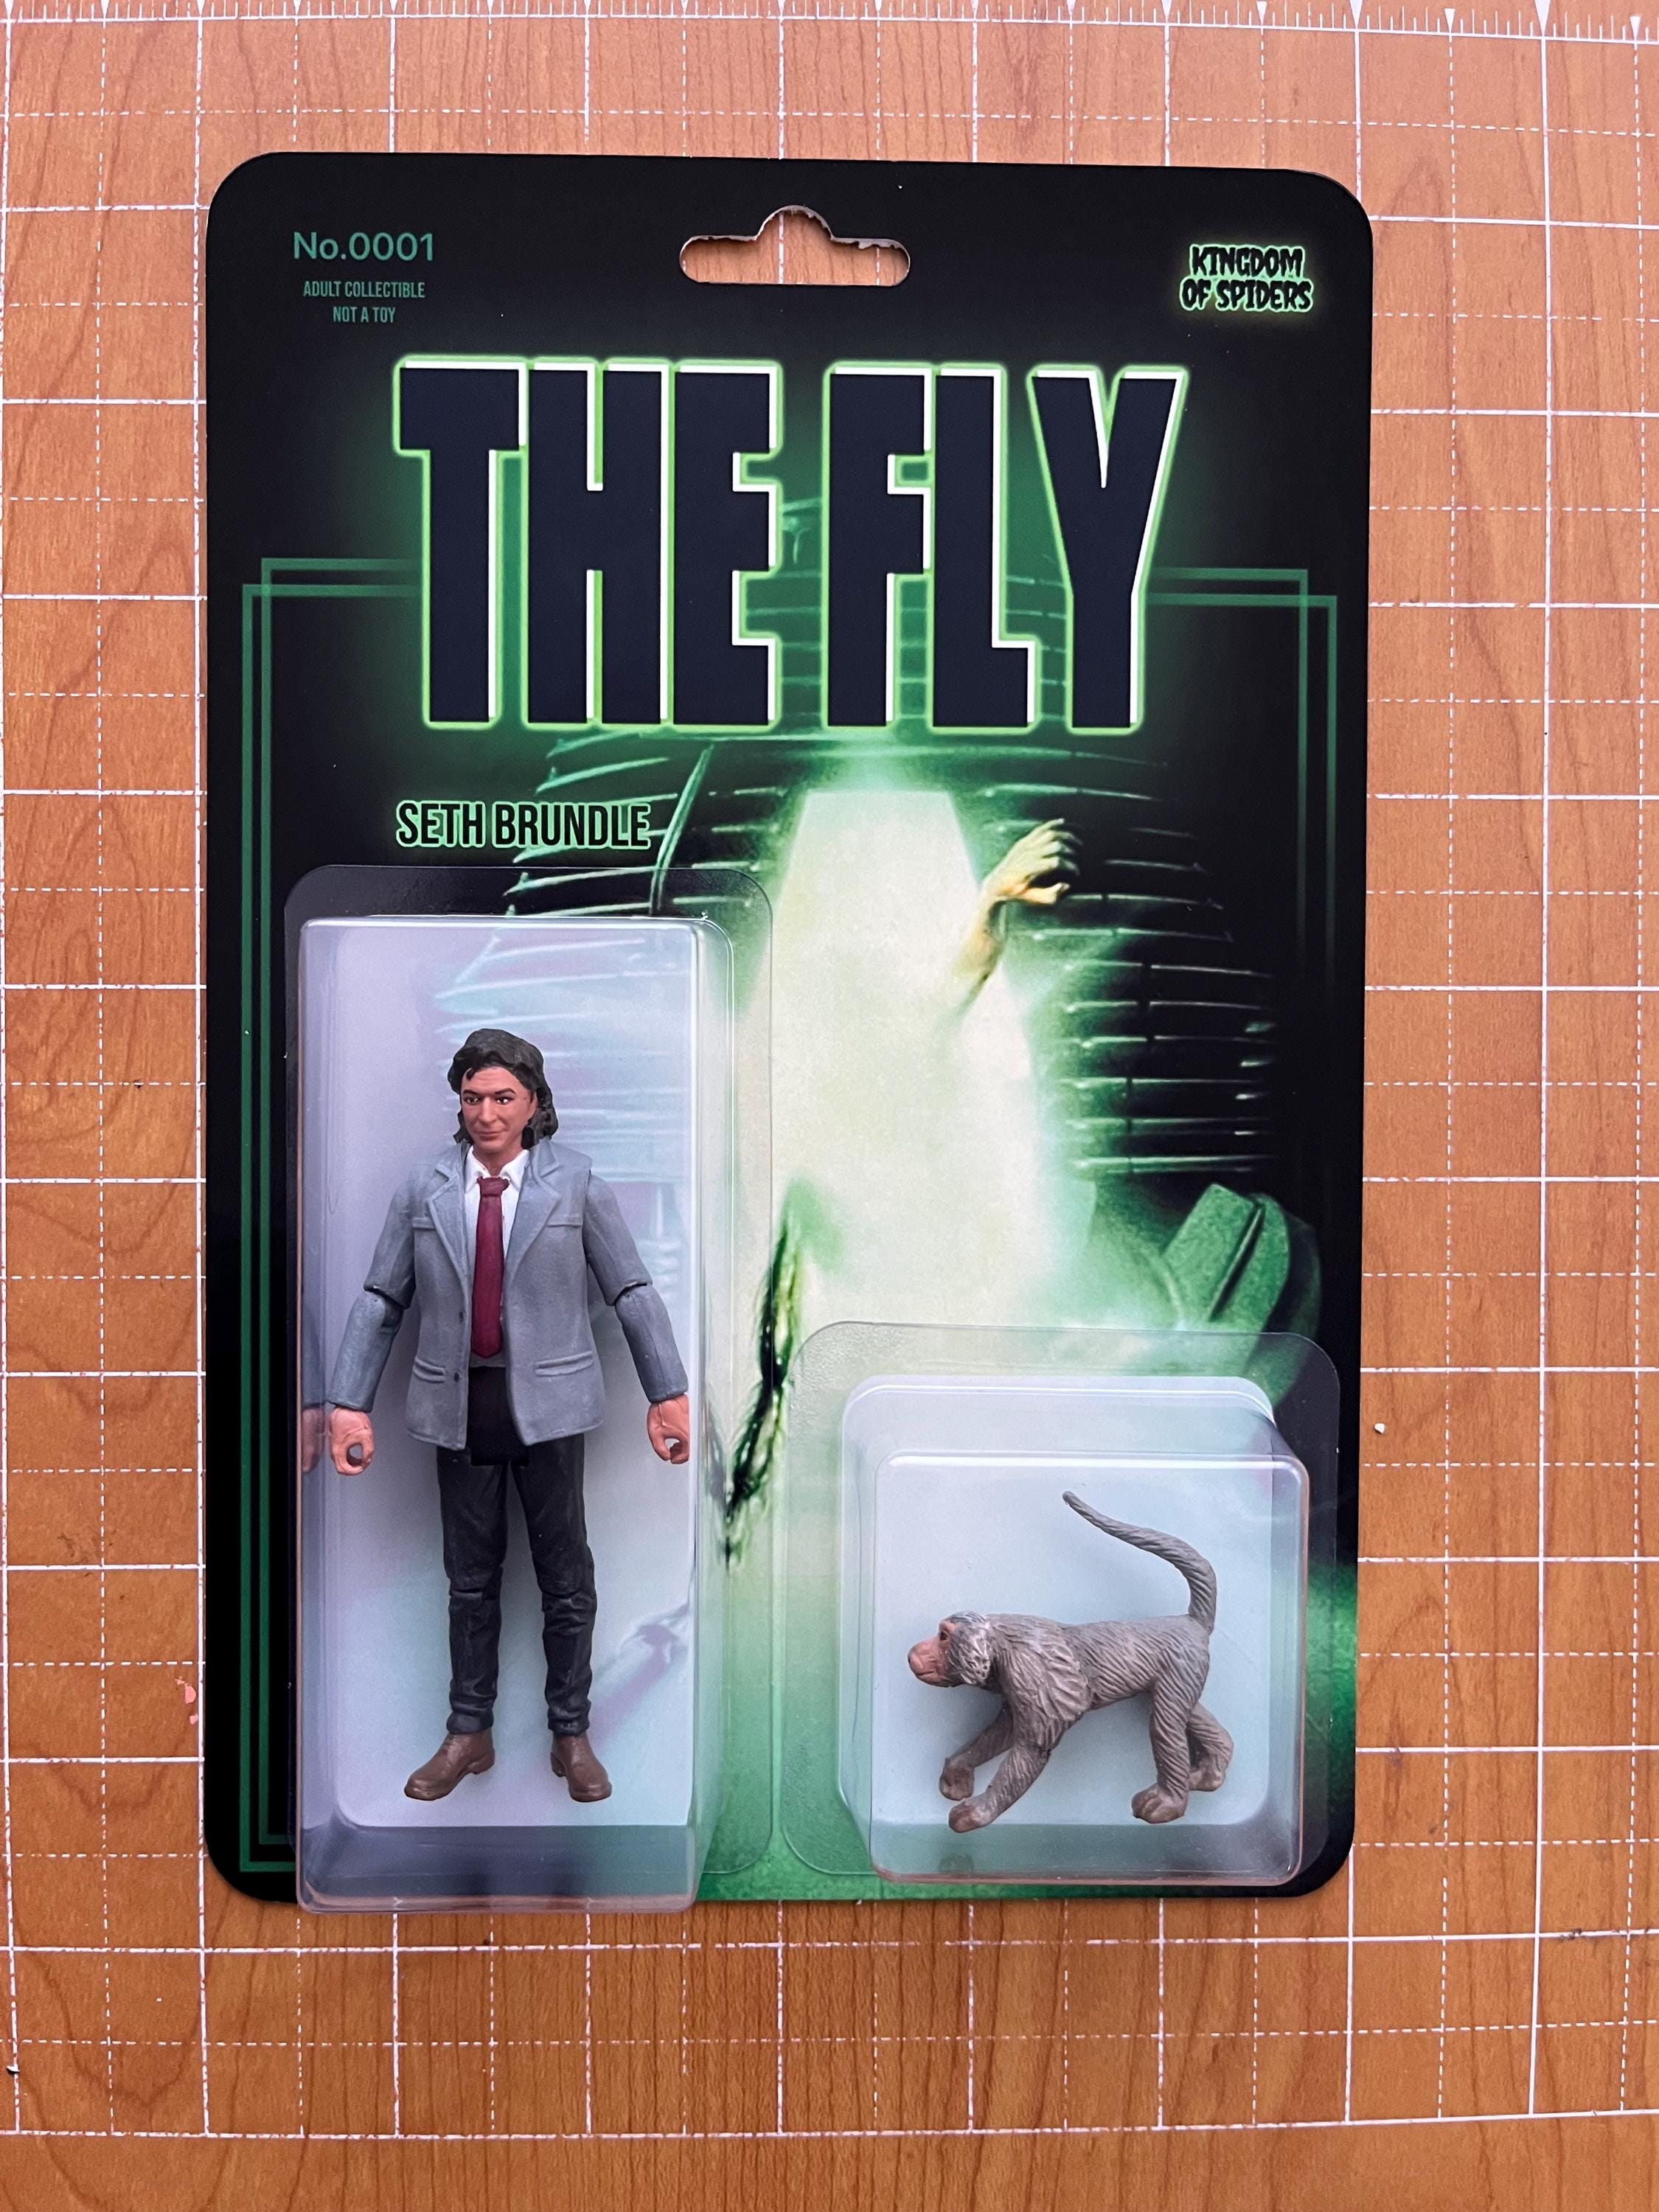 No.0001
ADULT COLLECTIBLE
NOT A TOY
KINGDOM
OF SPIDERS
THE FLY
SETH BRUNDLE